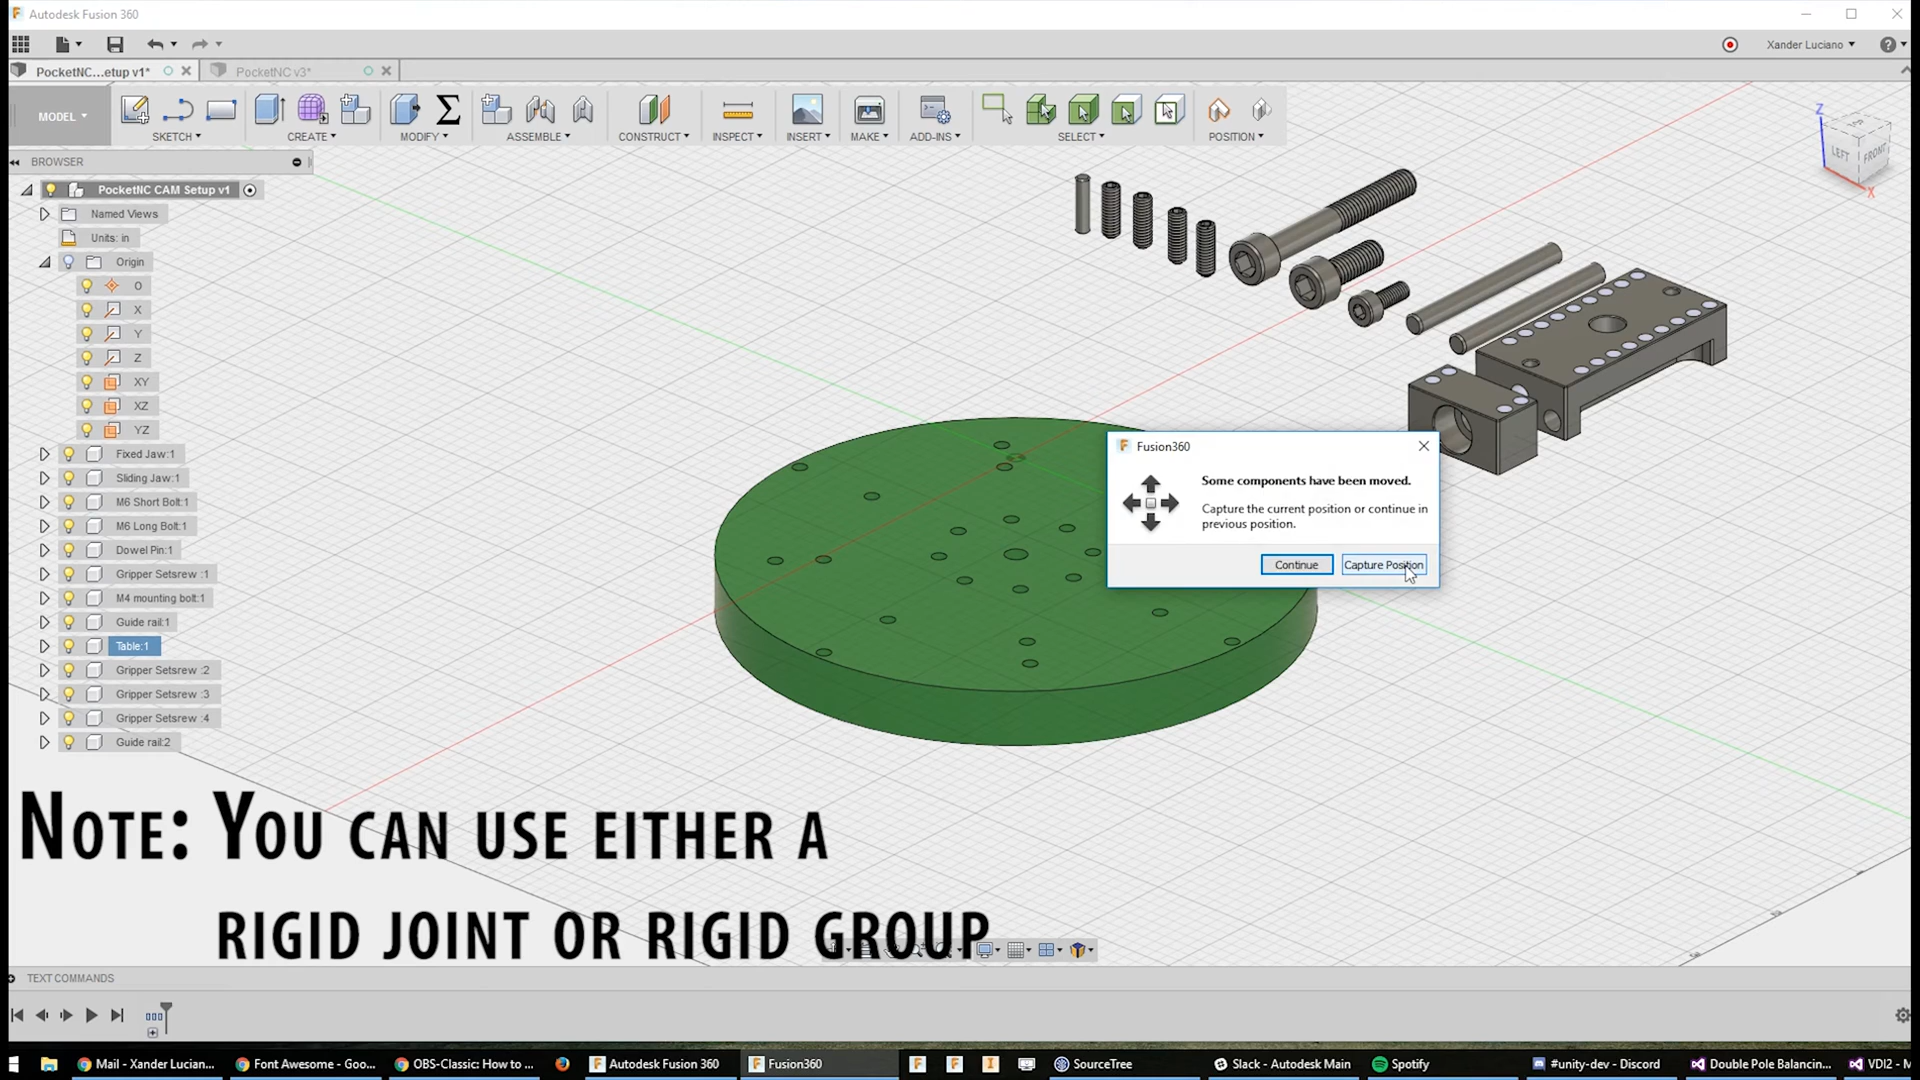 Autodesk Fusion 360
Xander Luciano
PocketNC...etup v1*
PocketNC v3*
MODEL
SKETCH
CREATE
MODIFY
ASSEMBLE
CONSTRUCT
INSPECT
INSERT
MAKE
ADD-INS
SELECT
POSITION
BROWSER
PocketNC CAM Setup v1
Named Views
Units: in
Origin
O
X
Y
Z
XY
XZ
YZ
Fixed Jaw:1
Sliding Jaw:1
M6 Short Bolt:1
M6 Long Bolt:1
Dowel Pin:1
Gripper Setsrew :1
M4 mounting bolt:1
Guide rail:1
Table:1
Gripper Setsrew :2
Gripper Setsrew :3
Gripper Setsrew :4
Guide rail:2
Z
LEFT
FRONT
X
Fusion360
Some components have been moved.
Capture the current position or continue in
previous position.
Continue
Capture Position
Note: You can use either a
rigid joint or rigid group
TEXT COMMANDS
Mail - Xander Lucian...
Font Awesome - Goo...
OBS-Classic: How to ...
Autodesk Fusion 360
Fusion360
SourceTree
Slack - Autodesk Main
Spotify
#unity-dev - Discord
Double Pole Balancin...
VDI2 - M